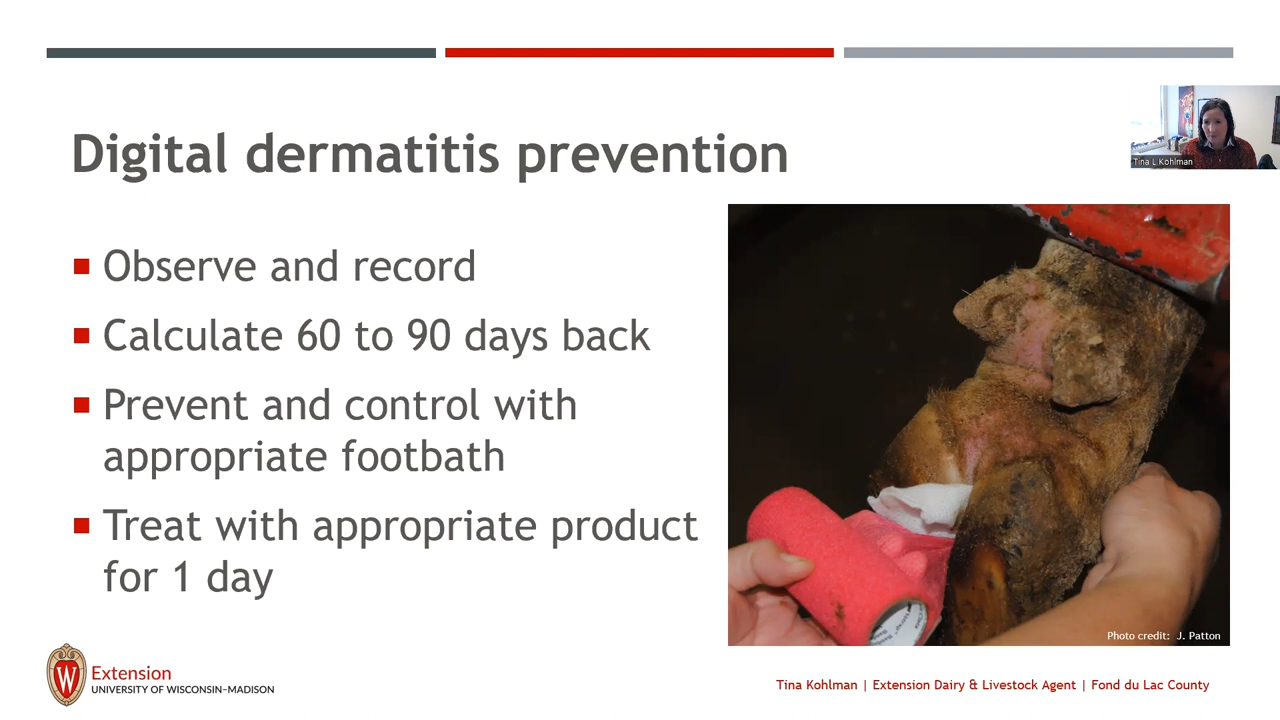 Digital dermatitis prevention
Tina L Kohlman
Observe and record
Calculate 60 to 90 days back
Prevent and control with
appropriate footbath
Treat with appropriate product
for 1 day
Photo credit: J. Patton
W
Extension
UNIVERSITY OF WISCONSIN–MADISON
Tina Kohlman | Extension Dairy & Livestock Agent | Fond du Lac County